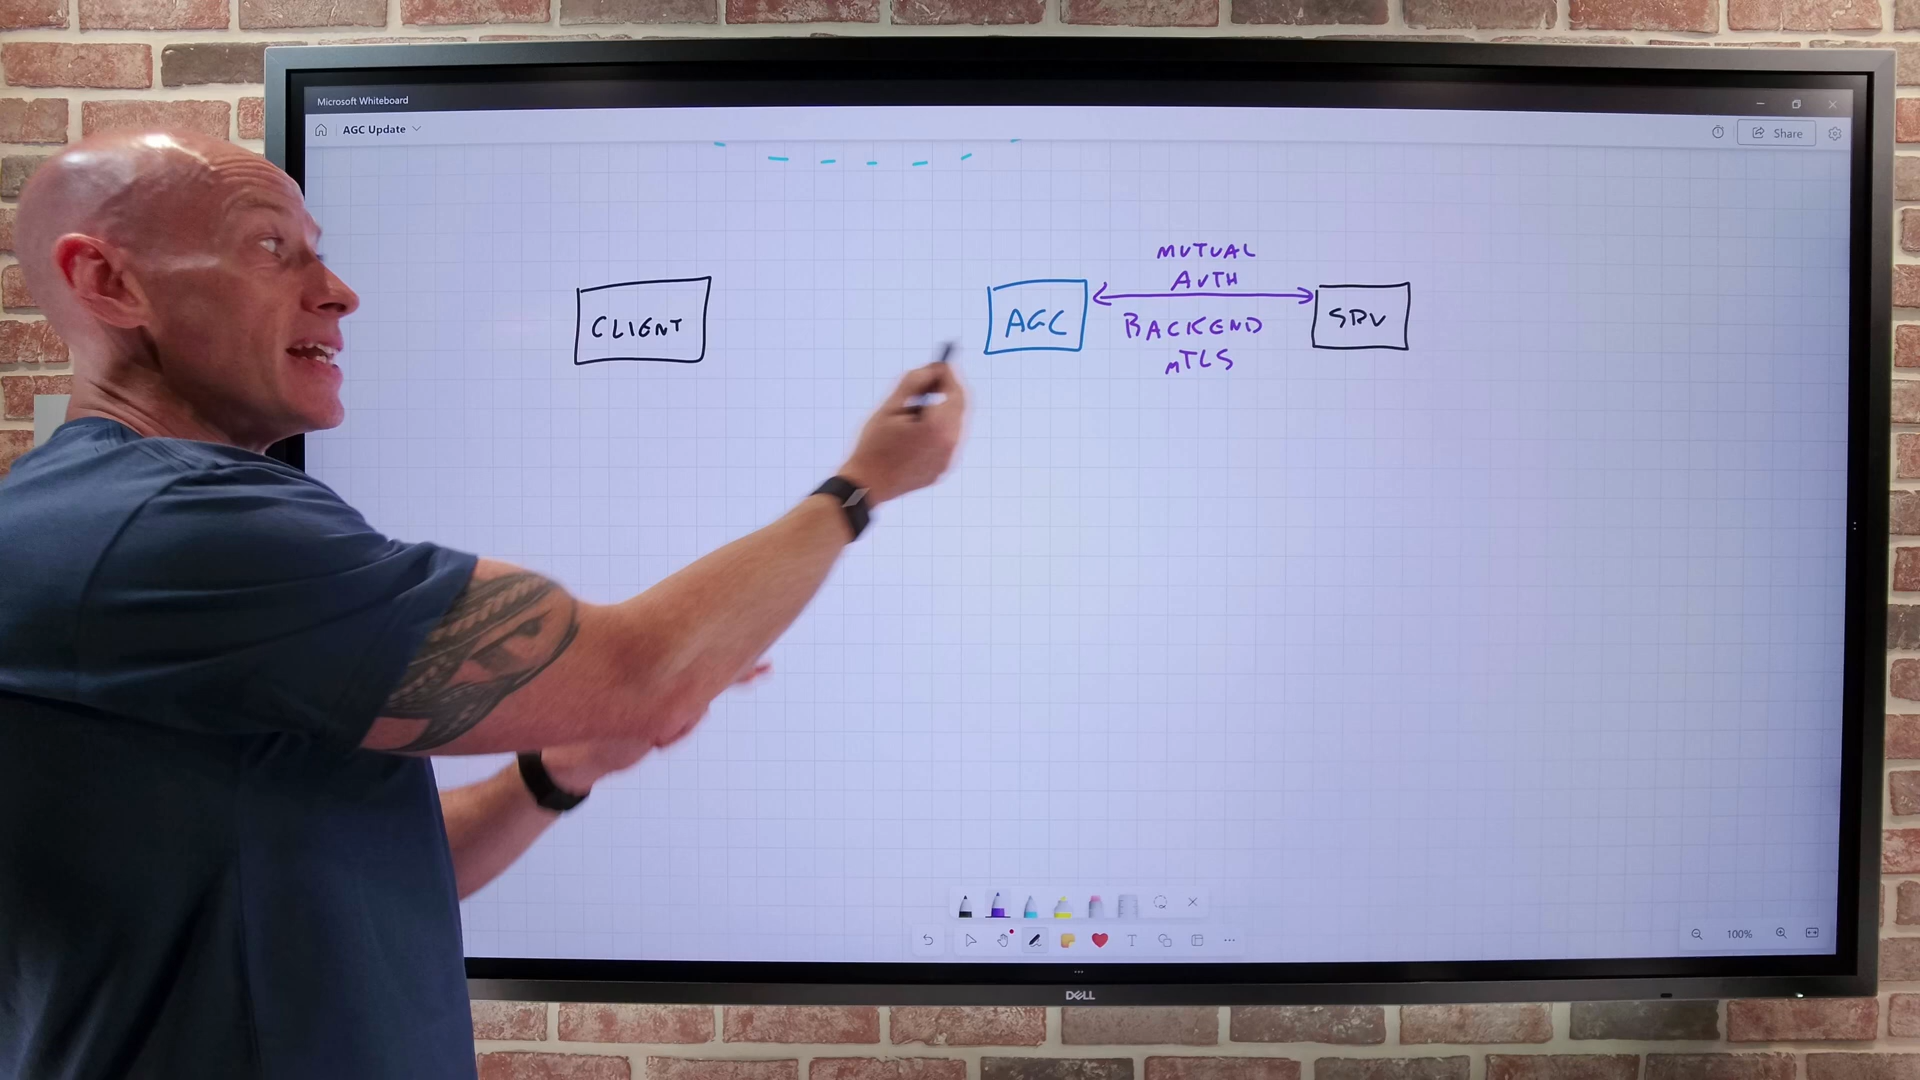 Microsoft Whiteboard
AGC Update
Share
MUTUAL
AUTH
CLIENT
AGC
BACKEND
mTLS
SRV
100%
DELL